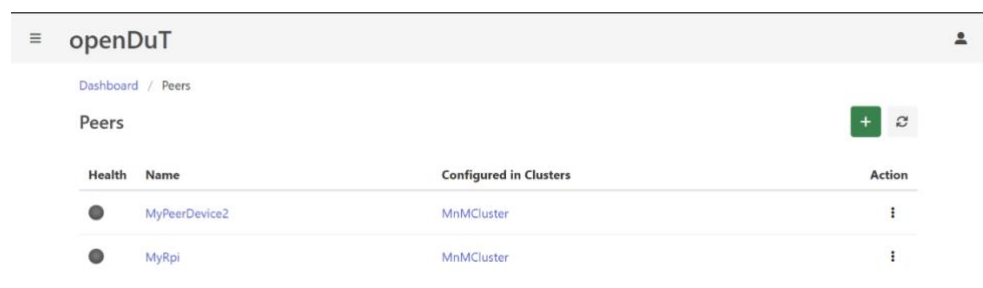 openDuT
Dashboard / Peers
Peers
Health Name Configured in Clusters Action
MyPeerDevice2 MnMCluster
MyRpi MnMCluster